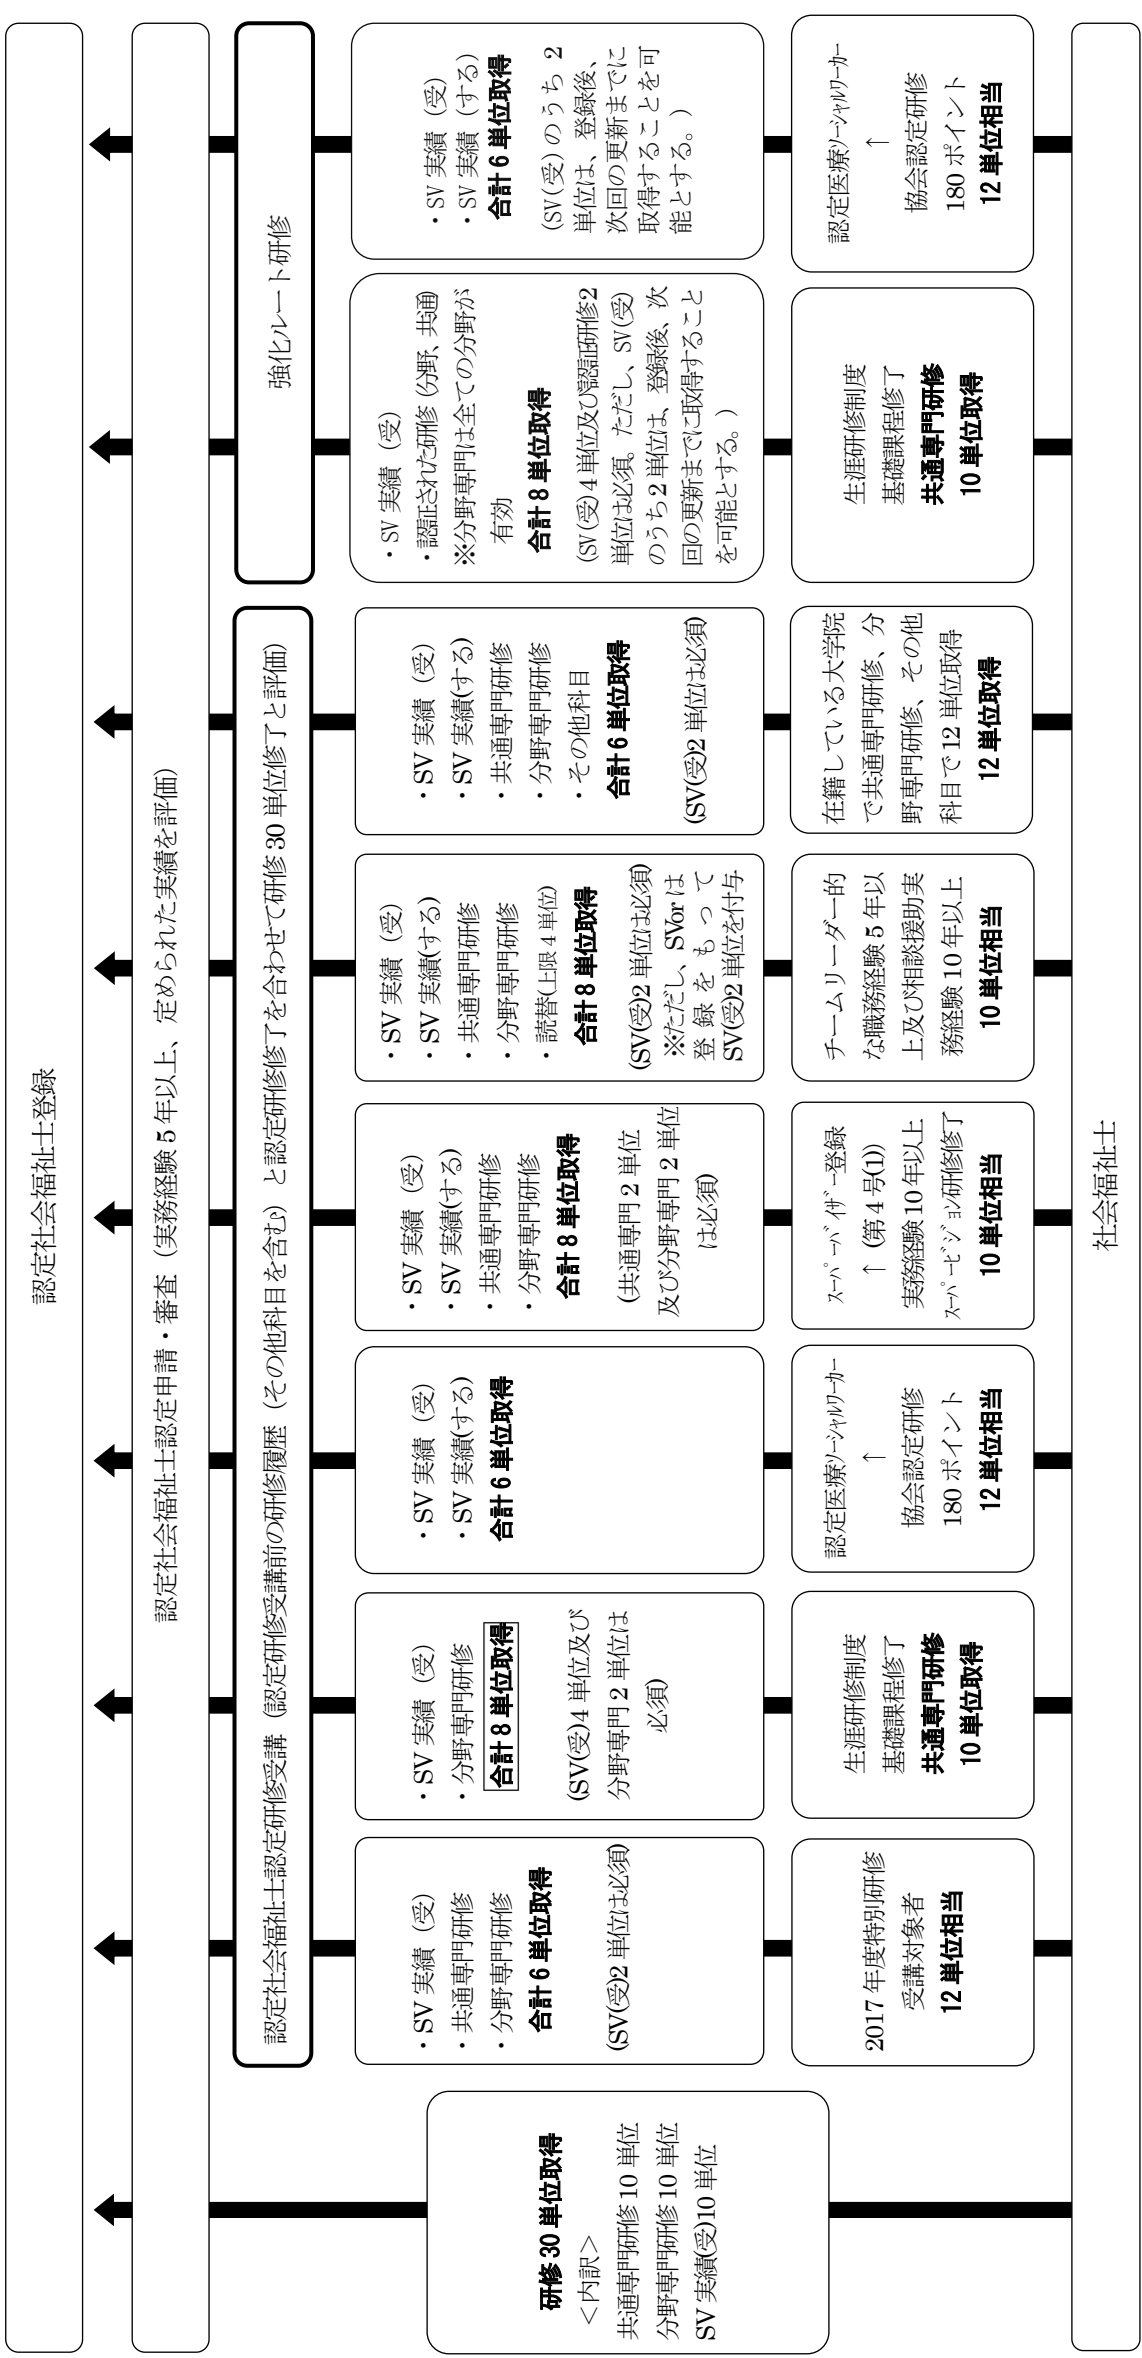 認定社会福祉士登録
認定社会福祉士認定申請・審査（実務経験5年以上、定められた実績を評価）
認定社会福祉士認定研修受講（認定研修受講前の研修履歴（その他科目を含む）と認定研修修了を合わせて研修30単位修了と評価）
強化ルート研修
研修30単位取得
＜内訳＞
共通専門研修10単位
分野専門研修10単位
SV実績(受)10単位
・SV実績（受）
・共通専門研修
・分野専門研修
合計6単位取得
(SV(受)2単位は必須)
2017年度特別研修
受講対象者
12単位相当
・SV実績（受）
・分野専門研修
合計8単位取得
(SV(受)4単位及び
分野専門2単位は
必須)
生涯研修制度
基礎課程修了
共通専門研修
10単位取得
・SV実績（受）
・SV実績(する)
合計6単位取得
認定医療ソーシャルワーカー
↑
協会認定研修
180ポイント
12単位相当
・SV実績（受）
・SV実績(する)
・共通専門研修
・分野専門研修
合計8単位取得
(共通専門2単位
及び分野専門2単位
は必須)
スーパーバイザー登録
↑（第4号(1)）
実務経験10年以上
スーパービジョン研修修了
10単位相当
・SV実績（受）
・SV実績(する)
・共通専門研修
・分野専門研修
・読替(上限4単位)
合計8単位取得
(SV(受)2単位は必須)
※ただし、SVorは
登録をもって
SV(受)2単位を付与
チームリーダー的
な職務経験5年以
上及び相談援助実
務経験10年以上
10単位相当
・SV実績（受）
・SV実績(する)
・共通専門研修
・分野専門研修
・その他科目
合計6単位取得
(SV(受)2単位は必須)
在籍している大学院
で共通専門研修、分
野専門研修、その他
科目で12単位取得
12単位取得
・SV実績（受）
・認証された研修（分野、共通）
※分野専門は全ての分野が
有効
合計8単位取得
(SV(受)4単位及び認証研修2
単位は必須。ただし、SV(受)
のうち2単位は、登録後、次
回の更新までに取得すること
を可能とする。)
生涯研修制度
基礎課程修了
共通専門研修
10単位取得
・SV実績（受）
・SV実績（する）
合計6単位取得
(SV(受)のうち2
単位は、登録後、
次回の更新までに
取得することを可
能とする。)
認定医療ソーシャルワーカー
↑
協会認定研修
180ポイント
12単位相当
社会福祉士